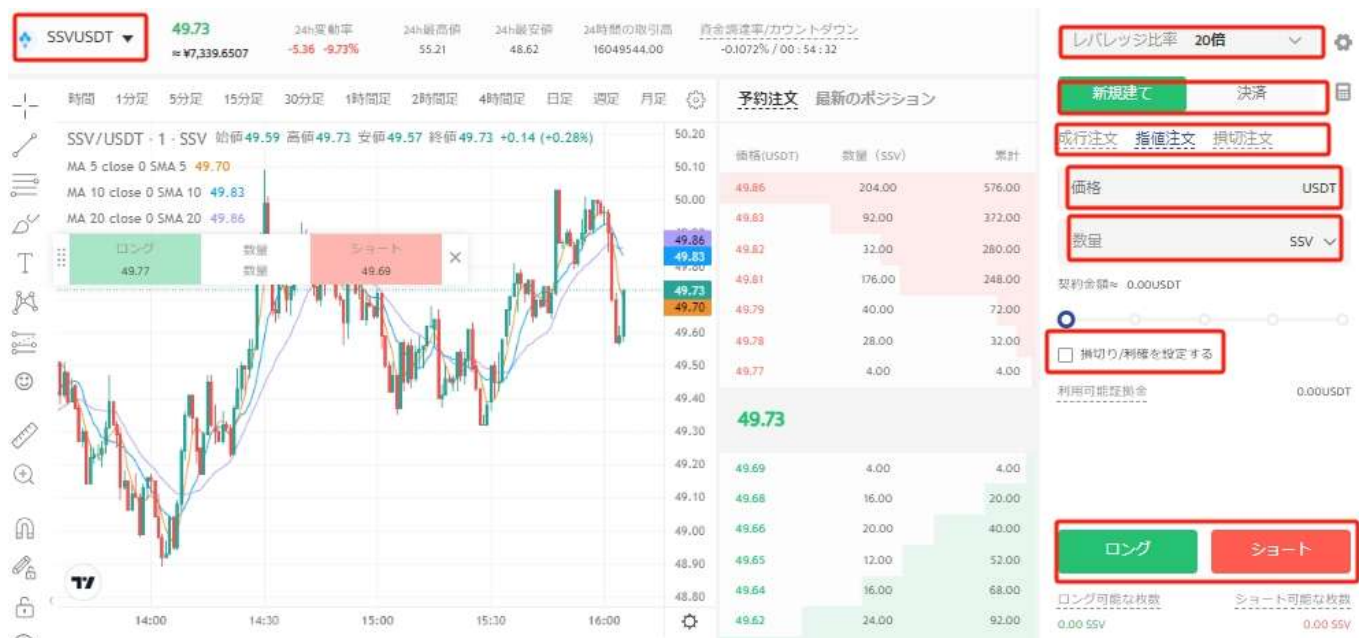 SSVUSDT
49.73
≈ ¥7,339.6507
24h変動率
-5.36 -9.73%
24h最高値
55.21
24h最安値
48.62
24時間の取引高
16049544.00
資金調達率/カウントダウン
-0.1072% / 00 : 54 : 32
時間 1分足 5分足 15分足 30分足 1時間足 2時間足 4時間足 日足 週足 月足
SSV/USDT · 1 · SSV 始値49.59 高値49.73 安値49.57 終値49.73 +0.14 (+0.28%)
MA 5 close 0 SMA 5 49.70
MA 10 close 0 SMA 10 49.83
MA 20 close 0 SMA 20 49.86
ロング
49.77
数量
数量
ショート
49.69
50.20
50.10
50.00
49.86
49.83
49.80
49.73
49.70
49.60
49.50
49.40
49.30
49.20
49.10
49.00
48.90
48.80
14:00 14:30 15:00 15:30 16:00
予約注文 最新のポジション
価格(USDT) 数量 (SSV) 累計
49.86 204.00 576.00
49.83 92.00 372.00
49.82 32.00 280.00
49.81 176.00 248.00
49.79 40.00 72.00
49.78 28.00 32.00
49.77 4.00 4.00
49.73
49.69 4.00 4.00
49.68 16.00 20.00
49.66 20.00 40.00
49.65 12.00 52.00
49.64 16.00 68.00
49.62 24.00 92.00
レバレッジ比率 20倍
新規建て 決済
成行注文 指値注文 損切注文
価格 USDT
数量 SSV
契約金額≈ 0.00USDT
損切り/利確を設定する
利用可能証拠金 0.00USDT
ロング ショート
ロング可能な枚数 ショート可能な枚数
0.00 SSV 0.00 SSV